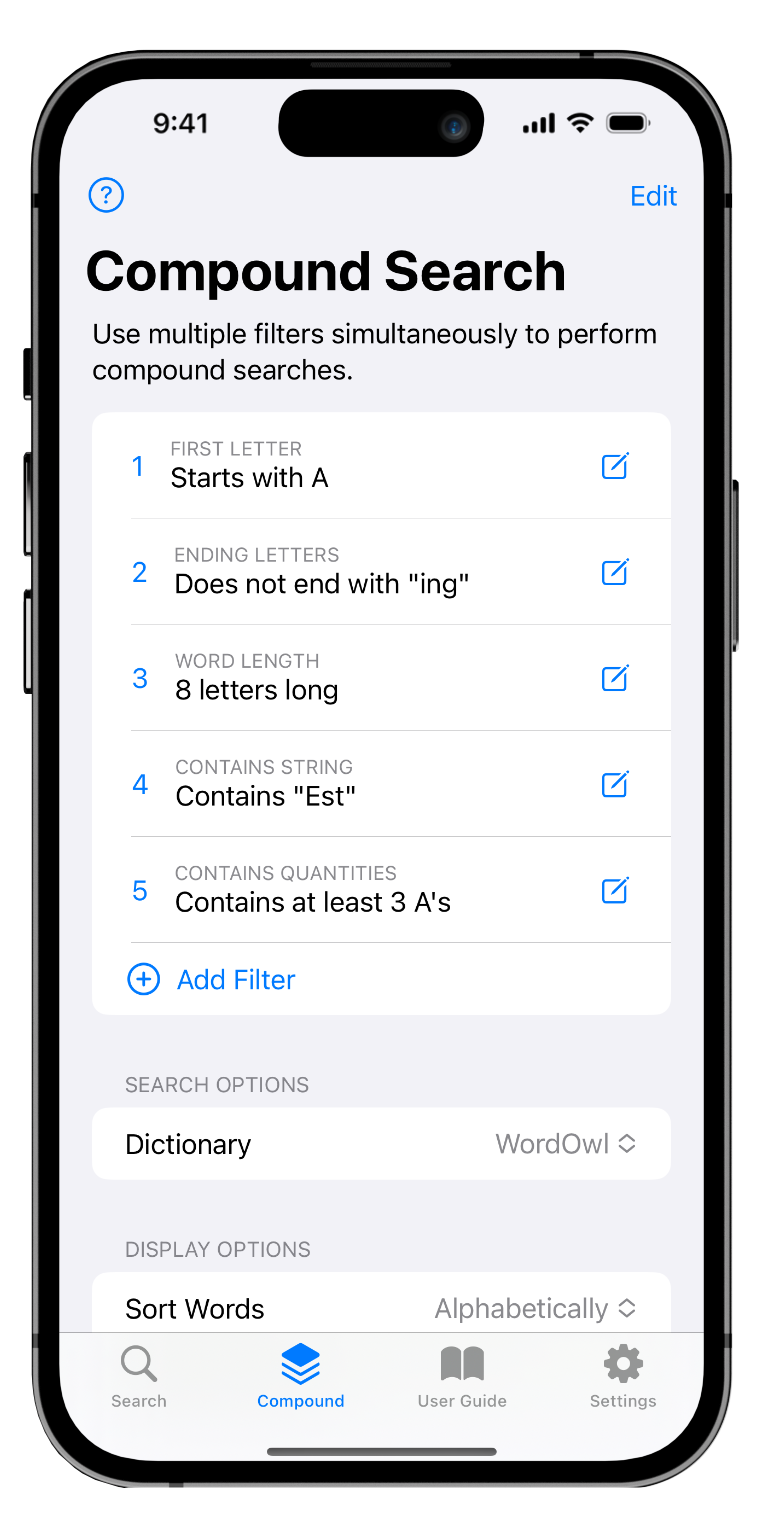 9:41
?
Edit
Compound Search
Use multiple filters simultaneously to perform
compound searches.
1
FIRST LETTER
Starts with A
2
ENDING LETTERS
Does not end with "ing"
3
WORD LENGTH
8 letters long
4
CONTAINS STRING
Contains "Est"
5
CONTAINS QUANTITIES
Contains at least 3 A's
Add Filter
SEARCH OPTIONS
Dictionary WordOwl
DISPLAY OPTIONS
Sort Words Alphabetically
Search Compound User Guide Settings